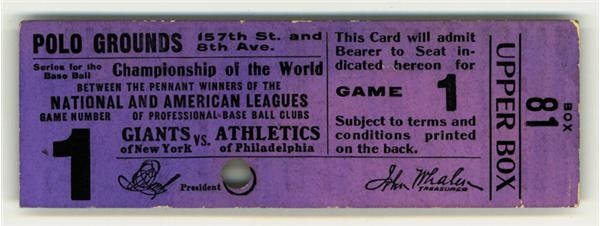 POLO GROUNDS 157th St. and 8th Ave.
Series for the Base Ball Championship of the World
BETWEEN THE PENNANT WINNERS OF THE
NATIONAL AND AMERICAN LEAGUES
GAME NUMBER OF PROFESSIONAL BASE BALL CLUBS
1
GIANTS vs. ATHLETICS
of New York of Philadelphia
President
This Card will admit
Bearer to Seat in-
dicated hereon for
GAME 1
Subject to terms and
conditions printed
on the back.
John Whalen
TREASURER
UPPER BOX
BOX
81